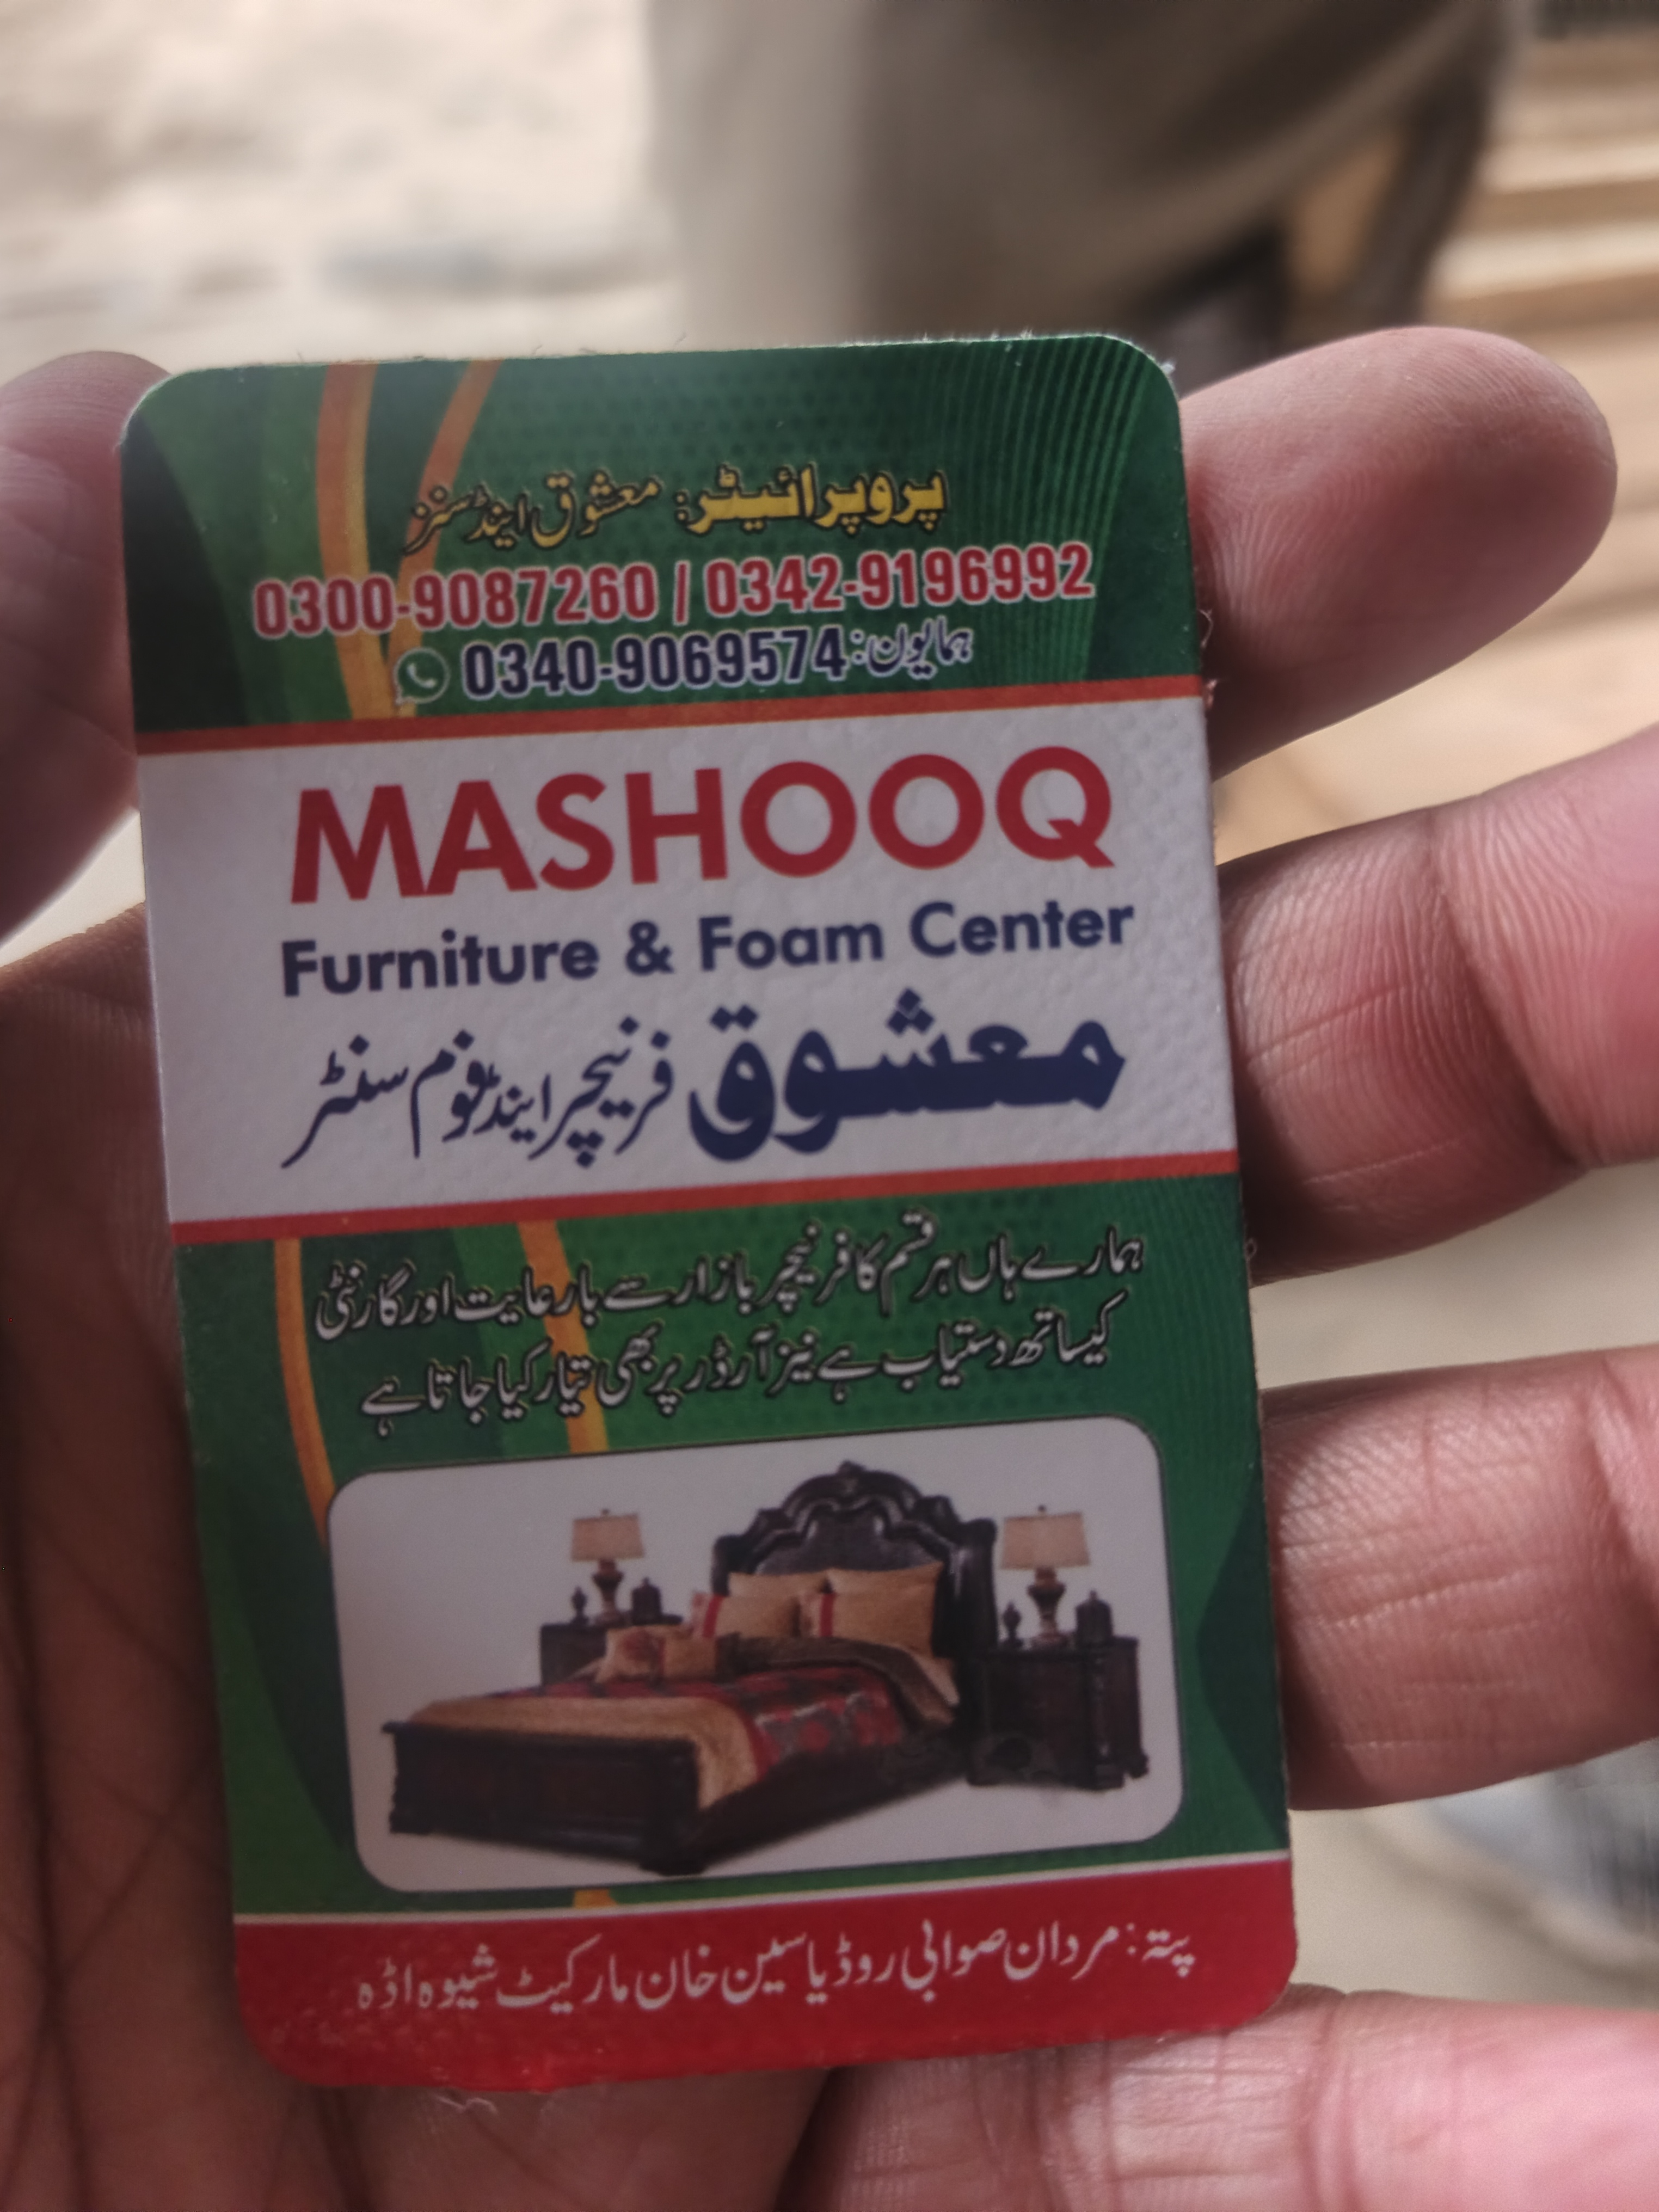 پروپرائیٹر: معشوق اینڈ سنز
0300-9087260 / 0342-9196992
ہمایون: 0340-9069574
MASHOOQ
Furniture & Foam Center
معشوق فرنیچر اینڈ فوم سنٹر
ہمارے ہاں ہر قسم کا فرنیچر بازار سے بارعایت اور گارنٹی
کیساتھ دستیاب ہے نیز آرڈر پر بھی تیار کیا جاتا ہے
پتہ: مردان صوابی روڈ یاسین خان مارکیٹ شیوہ اڈہ